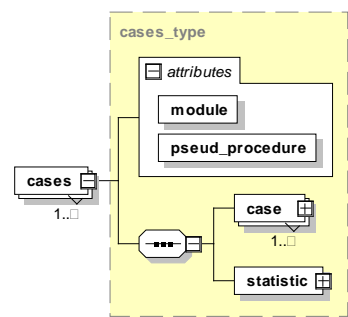 cases_type
attributes
module
pseud_procedure
cases
1..□
case
1..□
statistic